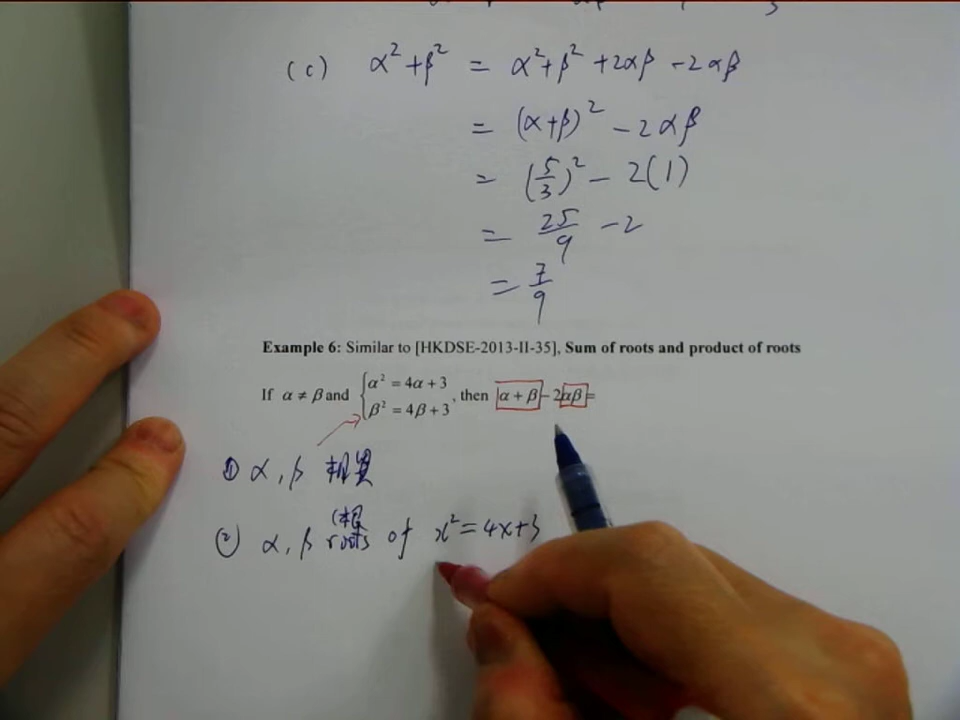 (c) α² + β² = α² + β² + 2αβ - 2αβ
= (α+β)² - 2αβ
= (5/3)² - 2(1)
= 25/9 - 2
= 7/9
Example 6: Similar to [HKDSE-2013-II-35], Sum of roots and product of roots
If α ≠ β and { α² = 4α + 3
β² = 4β + 3 , then α + β - 2αβ =
① α, β 相異
(根
② α, β roots of x² = 4x+3